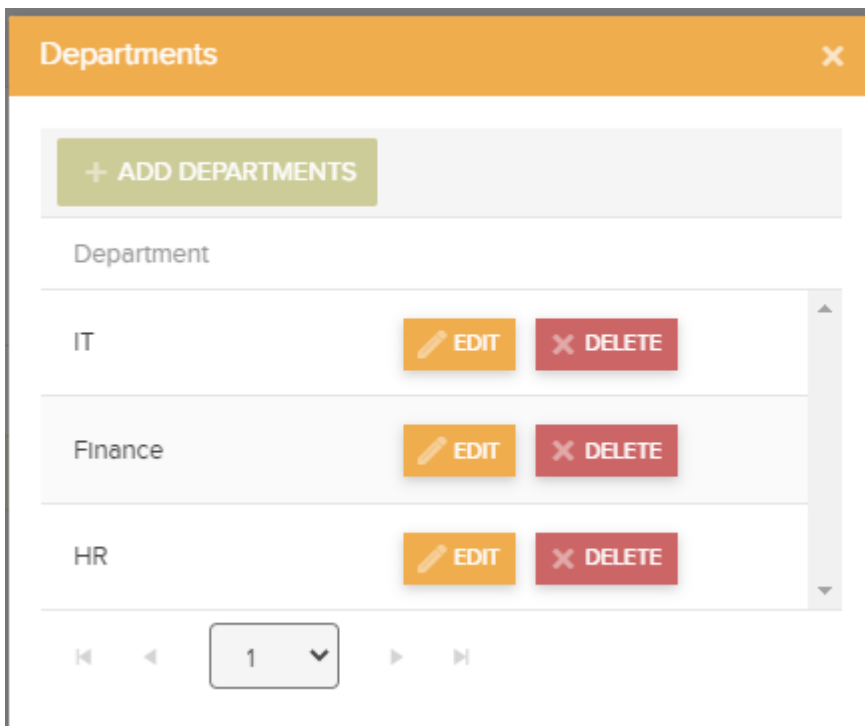 Departments
+ ADD DEPARTMENTS
Department
IT EDIT DELETE
Finance EDIT DELETE
HR EDIT DELETE
1